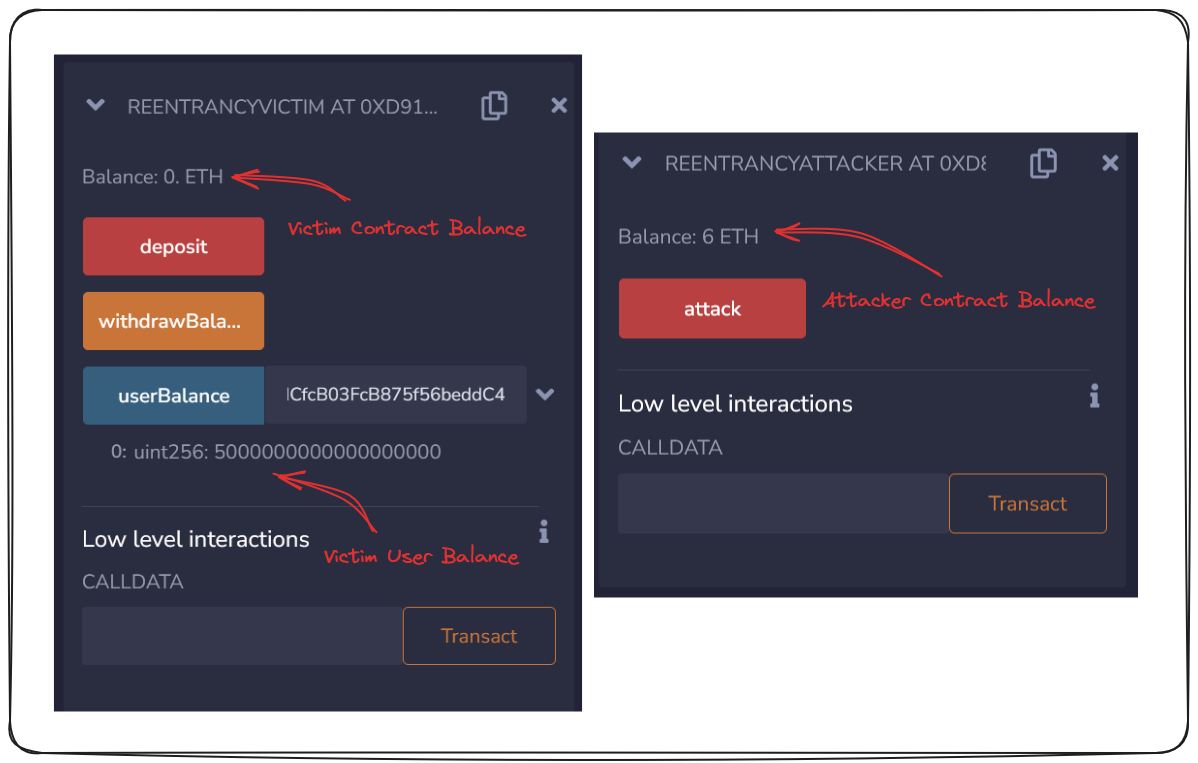 REENTRANCYVICTIM AT 0XD91...
Balance: 0. ETH
Victim Contract Balance
deposit
withdrawBala...
userBalance
lCfcB03FcB875f56beddC4
0: uint256: 5000000000000000000
Victim User Balance
Low level interactions
CALLDATA
Transact
REENTRANCYATTACKER AT 0XD8
Balance: 6 ETH
Attacker Contract Balance
attack
Low level interactions
CALLDATA
Transact